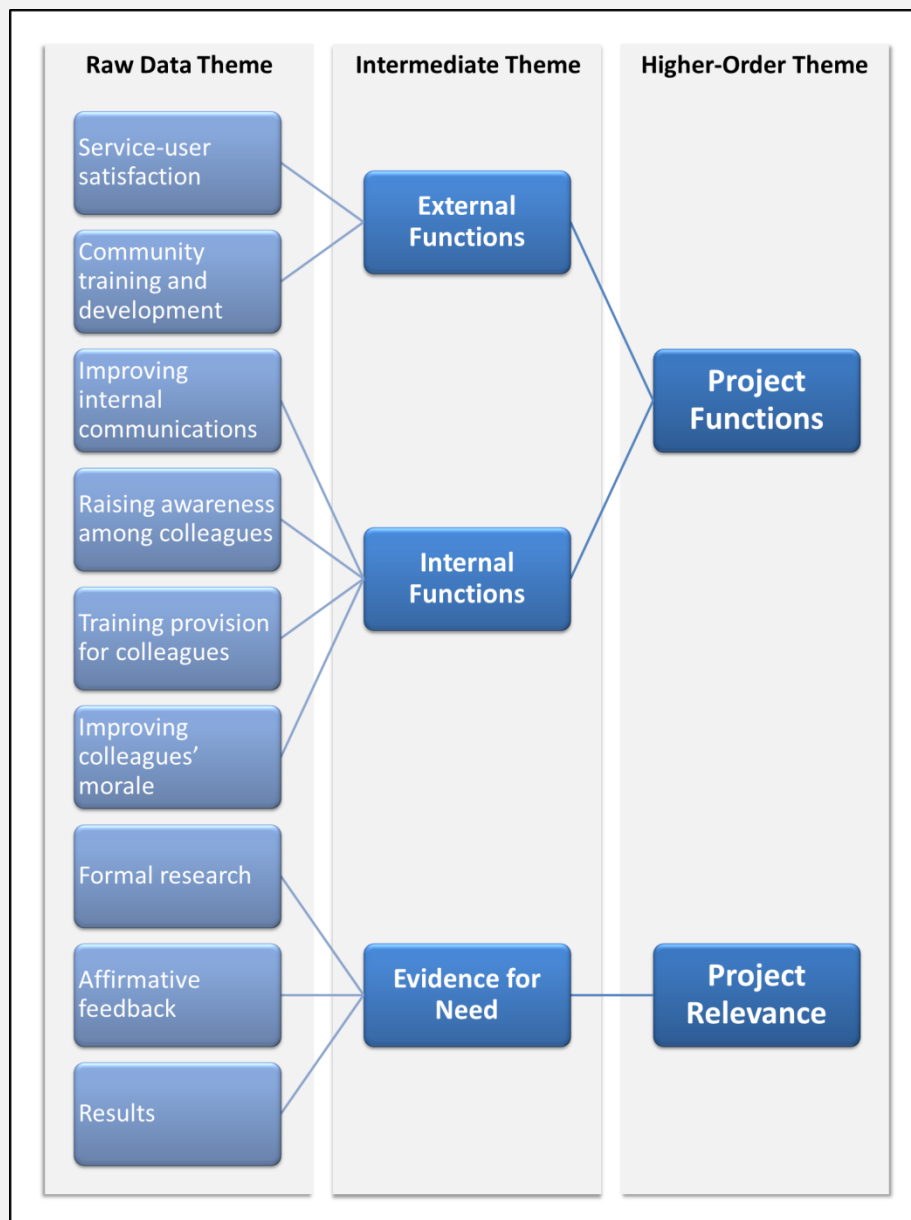 Raw Data Theme
Intermediate Theme
Higher-Order Theme
Service-user
satisfaction
Community
training and
development
Improving
internal
communications
Raising awareness
among colleagues
Training provision
for colleagues
Improving
colleagues’
morale
Formal research
Affirmative
feedback
Results
External
Functions
Internal
Functions
Evidence for
Need
Project
Functions
Project
Relevance